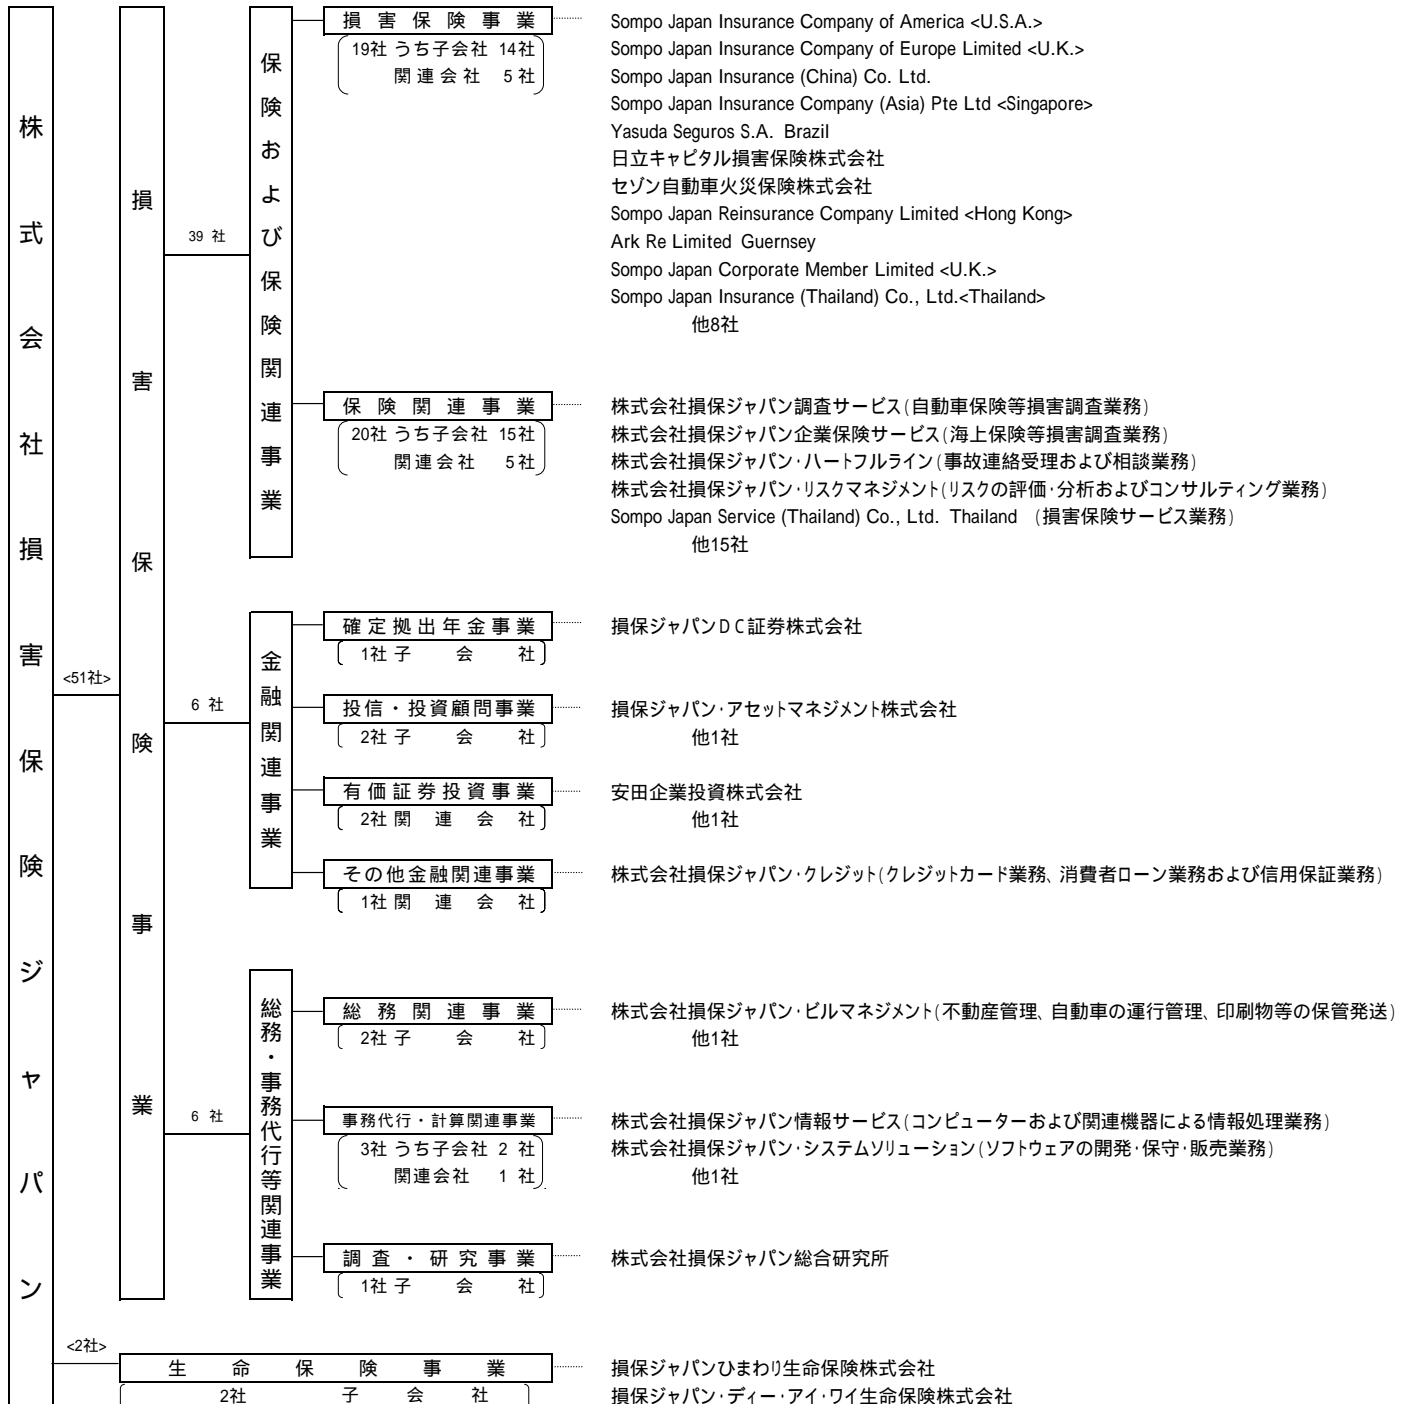 株式会社損害保険ジャパン
<51社>
損害保険事業
39 社
保険および保険関連事業
損害保険事業
19社 うち子会社 14社
関連会社 5社
Sompo Japan Insurance Company of America <U.S.A.>
Sompo Japan Insurance Company of Europe Limited <U.K.>
Sompo Japan Insurance (China) Co. Ltd.
Sompo Japan Insurance Company (Asia) Pte Ltd <Singapore>
Yasuda Seguros S.A. Brazil
日立キャピタル損害保険株式会社
セゾン自動車火災保険株式会社
Sompo Japan Reinsurance Company Limited <Hong Kong>
Ark Re Limited Guernsey
Sompo Japan Corporate Member Limited <U.K.>
Sompo Japan Insurance (Thailand) Co., Ltd.<Thailand>
他8社
保険関連事業
20社 うち子会社 15社
関連会社 5社
株式会社損保ジャパン調査サービス(自動車保険等損害調査業務)
株式会社損保ジャパン企業保険サービス(海上保険等損害調査業務)
株式会社損保ジャパン・ハートフルライン(事故連絡受理および相談業務)
株式会社損保ジャパン・リスクマネジメント(リスクの評価・分析およびコンサルティング業務)
Sompo Japan Service (Thailand) Co., Ltd. Thailand (損害保険サービス業務)
他15社
6 社
金融関連事業
確定拠出年金事業
1社 子会社
損保ジャパンDC証券株式会社
投信・投資顧問事業
2社 子会社
損保ジャパン・アセットマネジメント株式会社
他1社
有価証券投資事業
2社 関連会社
安田企業投資株式会社
他1社
その他金融関連事業
1社 関連会社
株式会社損保ジャパン・クレジット(クレジットカード業務、消費者ローン業務および信用保証業務)
6 社
総務・事務代行等関連事業
総務関連事業
2社 子会社
株式会社損保ジャパン・ビルマネジメント(不動産管理、自動車の運行管理、印刷物等の保管発送)
他1社
事務代行・計算関連事業
3社 うち子会社 2 社
関連会社 1 社
株式会社損保ジャパン情報サービス(コンピューターおよび関連機器による情報処理業務)
株式会社損保ジャパン・システムソリューション(ソフトウェアの開発・保守・販売業務)
他1社
調査・研究事業
1社 子会社
株式会社損保ジャパン総合研究所
<2社>
生命保険事業
2社 子会社
損保ジャパンひまわり生命保険株式会社
損保ジャパン・ディー・アイ・ワイ生命保険株式会社